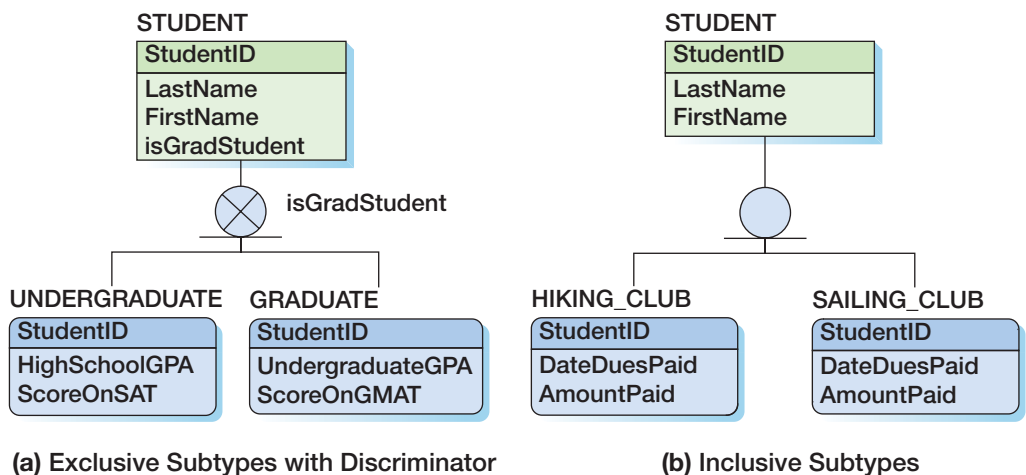 STUDENT
StudentID
LastName
FirstName
isGradStudent
isGradStudent
UNDERGRADUATE
StudentID
HighSchoolGPA
ScoreOnSAT
GRADUATE
StudentID
UndergraduateGPA
ScoreOnGMAT
(a) Exclusive Subtypes with Discriminator
STUDENT
StudentID
LastName
FirstName
HIKING_CLUB
StudentID
DateDuesPaid
AmountPaid
SAILING_CLUB
StudentID
DateDuesPaid
AmountPaid
(b) Inclusive Subtypes